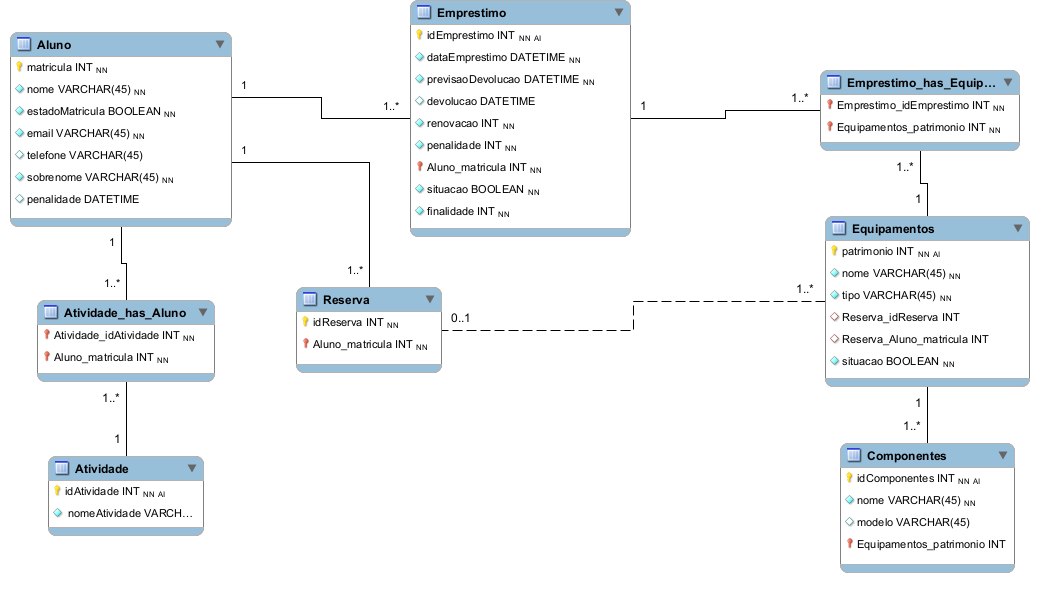 Aluno
matricula INT NN
nome VARCHAR(45) NN
estadoMatricula BOOLEAN NN
email VARCHAR(45) NN
telefone VARCHAR(45)
sobrenome VARCHAR(45) NN
penalidade DATETIME
1
1..*
1
1..*
1
1..*
Emprestimo
idEmprestimo INT NN AI
dataEmprestimo DATETIME NN
previsaoDevolucao DATETIME NN
devolucao DATETIME
renovacao INT NN
penalidade INT NN
Aluno_matricula INT NN
situacao BOOLEAN NN
finalidade INT NN
1
1..*
Emprestimo_has_Equip...
Emprestimo_idEmprestimo INT NN
Equipamentos_patrimonio INT NN
1..*
1
Equipamentos
patrimonio INT NN AI
nome VARCHAR(45) NN
tipo VARCHAR(45) NN
Reserva_idReserva INT
Reserva_Aluno_matricula INT
situacao BOOLEAN NN
Reserva
idReserva INT NN
Aluno_matricula INT NN
0..1
1..*
Atividade_has_Aluno
Atividade_idAtividade INT NN
Aluno_matricula INT NN
1..*
1
Atividade
idAtividade INT NN AI
nomeAtividade VARCH...
1
1..*
Componentes
idComponentes INT NN AI
nome VARCHAR(45) NN
modelo VARCHAR(45)
Equipamentos_patrimonio INT